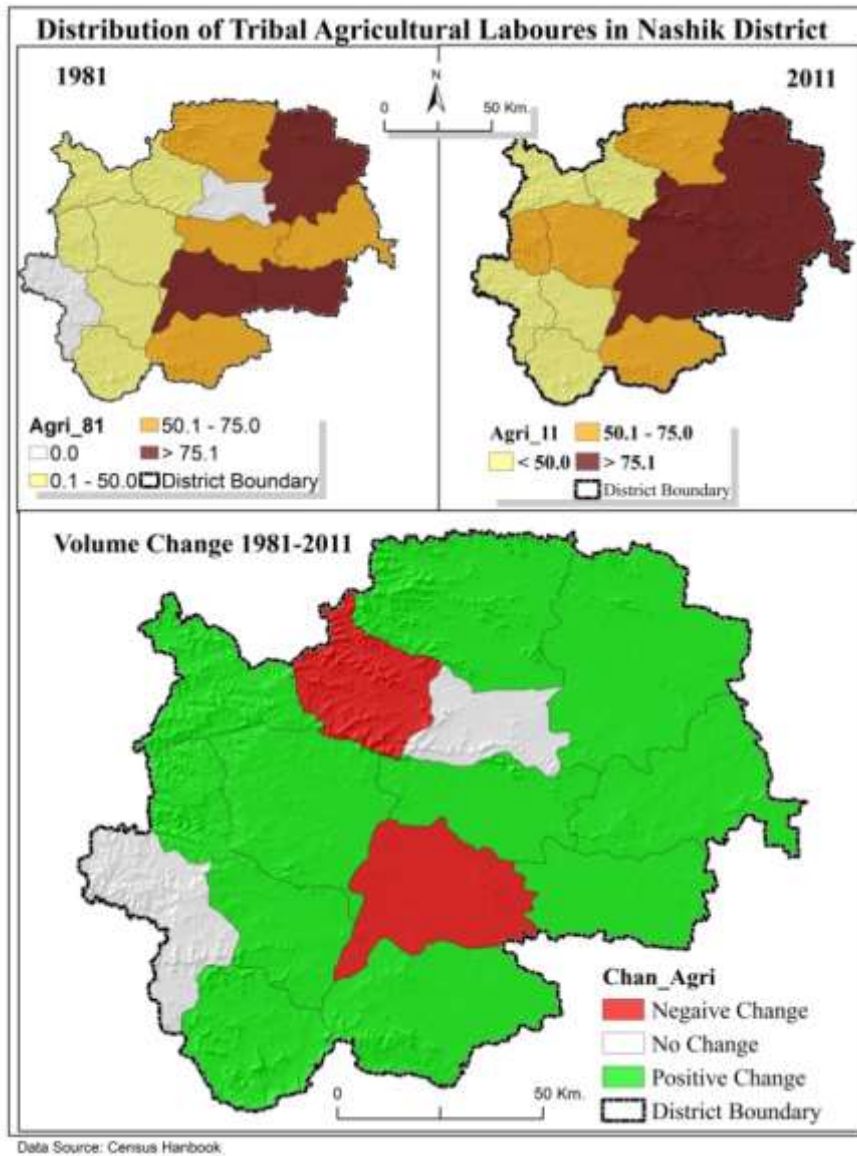 Distribution of Tribal Agricultural Laboures in Nashik District
1981
N
0 50 Km.
2011
Agri_81
0.0
0.1 - 50.0
50.1 - 75.0
> 75.1
District Boundary
Agri_11
< 50.0
50.1 - 75.0
> 75.1
District Boundary
Volume Change 1981-2011
Chan_Agri
Negaive Change
No Change
Positive Change
District Boundary
0 50 Km.
Data Source: Census Hanbook